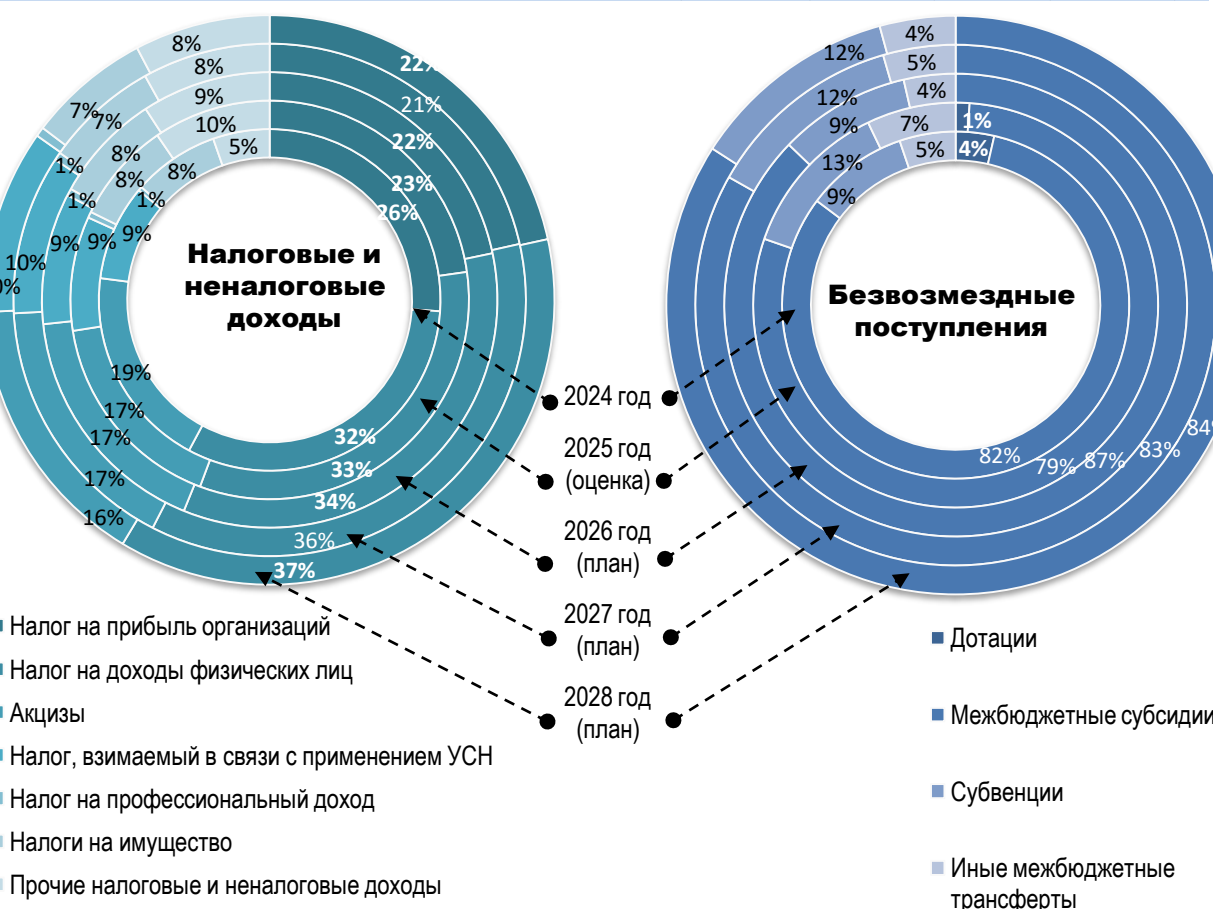 8%
8%
9%
10%
5%
22%
21%
22%
23%
26%
7%
7%
8%
8%
8%
1%
1%
1%
10%
9%
9%
9%
19%
17%
17%
17%
16%
32%
33%
34%
36%
37%
Налоговые и
неналоговые
доходы
12%
12%
9%
13%
9%
4%
5%
4%
7%
5%
1%
4%
82%
79%
87%
83%
84%
Безвозмездные
поступления
2024 год
2025 год
(оценка)
2026 год
(план)
2027 год
(план)
2028 год
(план)
Налог на прибыль организаций
Налог на доходы физических лиц
Акцизы
Налог, взимаемый в связи с применением УСН
Налог на профессиональный доход
Налоги на имущество
Прочие налоговые и неналоговые доходы
Дотации
Межбюджетные субсидии
Субвенции
Иные межбюджетные
трансферты